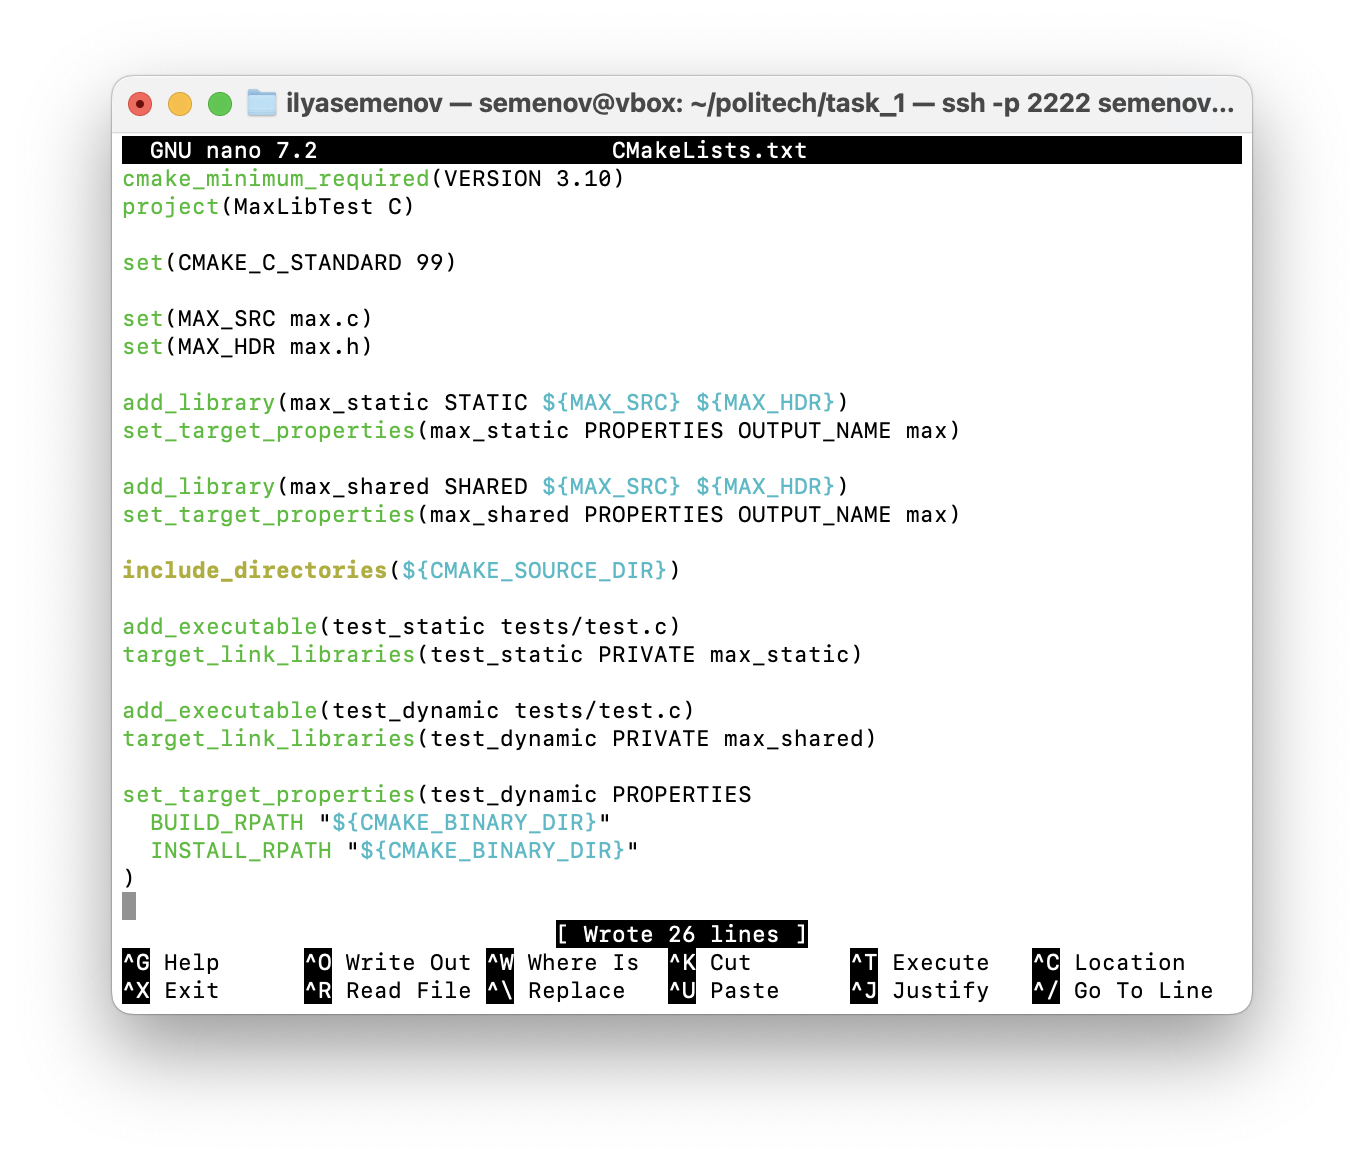 ilyasemenov — semenov@vbox: ~/politech/task_1 — ssh -p 2222 semenov...
GNU nano 7.2 CMakeLists.txt
cmake_minimum_required(VERSION 3.10)
project(MaxLibTest C)
set(CMAKE_C_STANDARD 99)
set(MAX_SRC max.c)
set(MAX_HDR max.h)
add_library(max_static STATIC ${MAX_SRC} ${MAX_HDR})
set_target_properties(max_static PROPERTIES OUTPUT_NAME max)
add_library(max_shared SHARED ${MAX_SRC} ${MAX_HDR})
set_target_properties(max_shared PROPERTIES OUTPUT_NAME max)
include_directories(${CMAKE_SOURCE_DIR})
add_executable(test_static tests/test.c)
target_link_libraries(test_static PRIVATE max_static)
add_executable(test_dynamic tests/test.c)
target_link_libraries(test_dynamic PRIVATE max_shared)
set_target_properties(test_dynamic PROPERTIES
  BUILD_RPATH "${CMAKE_BINARY_DIR}"
  INSTALL_RPATH "${CMAKE_BINARY_DIR}"
)
[ Wrote 26 lines ]
^G Help ^O Write Out ^W Where Is ^K Cut ^T Execute ^C Location
^X Exit ^R Read File ^\ Replace ^U Paste ^J Justify ^/ Go To Line